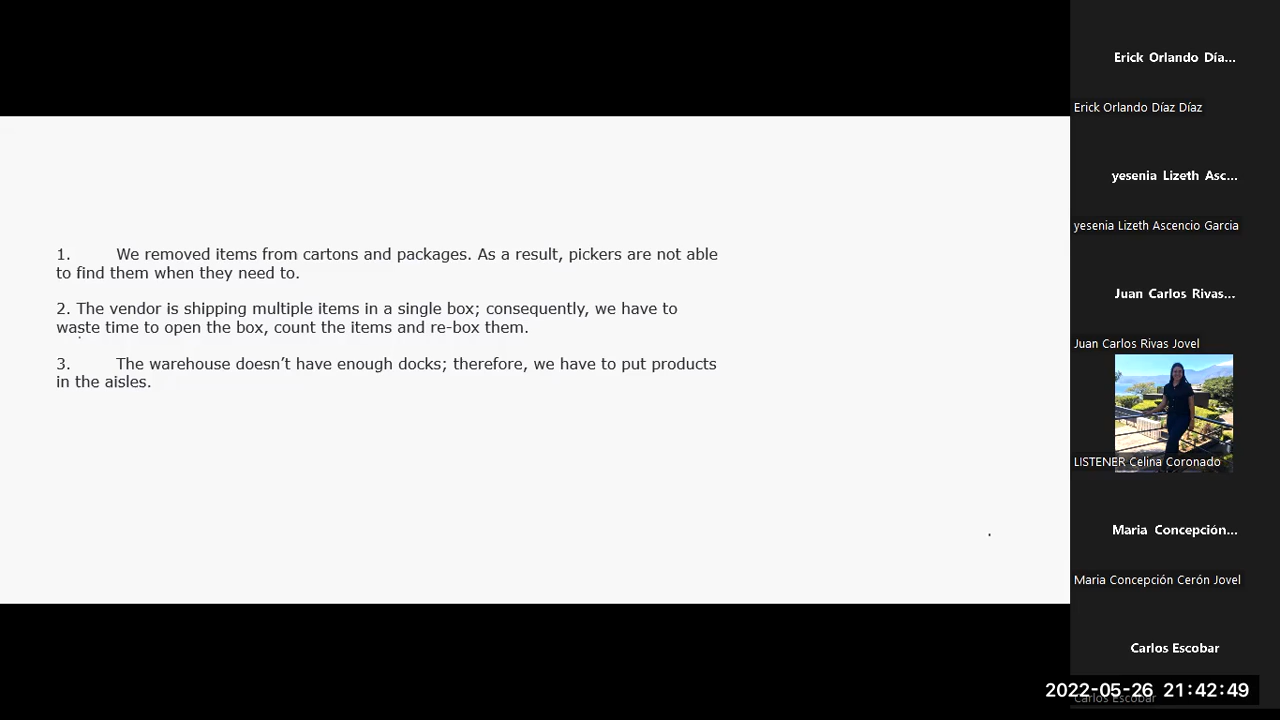 1. We removed items from cartons and packages. As a result, pickers are not able
to find them when they need to.
2. The vendor is shipping multiple items in a single box; consequently, we have to
waste time to open the box, count the items and re-box them.
3. The warehouse doesn’t have enough docks; therefore, we have to put products
in the aisles.
Erick Orlando Día...
Erick Orlando Díaz Díaz
yesenia Lizeth Asc...
yesenia Lizeth Ascencio Garcia
Juan Carlos Rivas...
Juan Carlos Rivas Jovel
LISTENER Celina Coronado
Maria Concepción...
Maria Concepción Cerón Jovel
Carlos Escobar
2022-05-26 21:42:49
Carlos Escobar